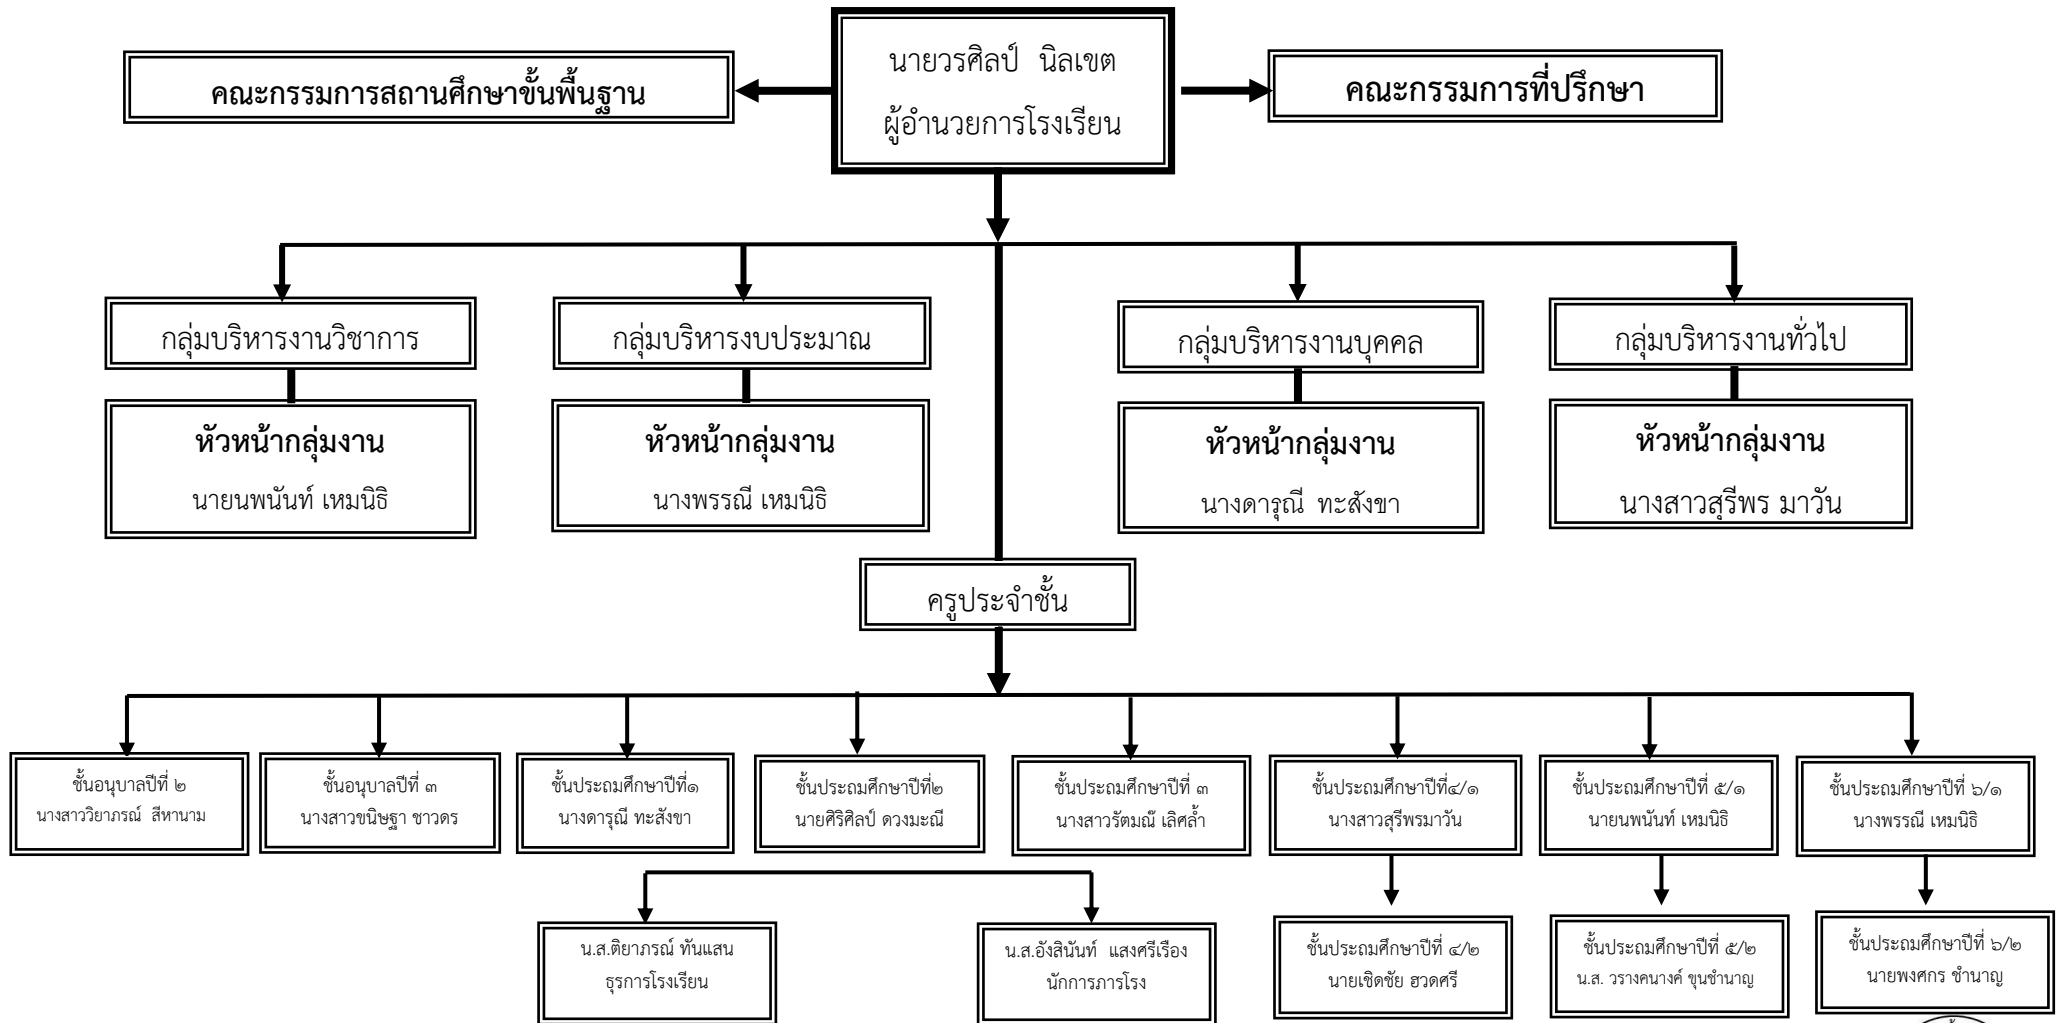 นายวรศิลป์ นิลเขต
ผู้อำนวยการโรงเรียน
คณะกรรมการสถานศึกษาขั้นพื้นฐาน
คณะกรรมการที่ปรึกษา
กลุ่มบริหารงานวิชาการ
กลุ่มบริหารงบประมาณ
กลุ่มบริหารงานบุคคล
กลุ่มบริหารงานทั่วไป
หัวหน้ากลุ่มงาน
นายนพนันท์ เหมนิธิ
หัวหน้ากลุ่มงาน
นางพรรณี เหมนิธิ
หัวหน้ากลุ่มงาน
นางดารุณี ทะสังขา
หัวหน้ากลุ่มงาน
นางสาวสุรีพร มาวัน
ครูประจำชั้น
ชั้นอนุบาลปีที่ ๒
นางสาววิยาภรณ์ สีหานาม
ชั้นอนุบาลปีที่ ๓
นางสาวขนิษฐา ชาวดร
ชั้นประถมศึกษาปีที่๑
นางดารุณี ทะสังขา
ชั้นประถมศึกษาปีที่๒
นายศิริศิลป์ ดวงมะณี
ชั้นประถมศึกษาปีที่ ๓
นางสาวรัตมณ๊ เลิศล้ำ
ชั้นประถมศึกษาปีที่๔/๑
นางสาวสุรีพรมาวัน
ชั้นประถมศึกษาปีที่ ๕/๑
นายนพนันท์ เหมนิธิ
ชั้นประถมศึกษาปีที่ ๖/๑
นางพรรณี เหมนิธิ
น.ส.ติยาภรณ์ ทันแสน
ธุรการโรงเรียน
น.ส.อังสินันท์ แสงศรีเรือง
นักการภารโรง
ชั้นประถมศึกษาปีที่ ๔/๒
นายเชิดชัย ฮวดศรี
ชั้นประถมศึกษาปีที่ ๕/๒
น.ส. วรางคนางค์ ขุนชำนาญ
ชั้นประถมศึกษาปีที่ ๖/๒
นายพงศกร ชำนาญ